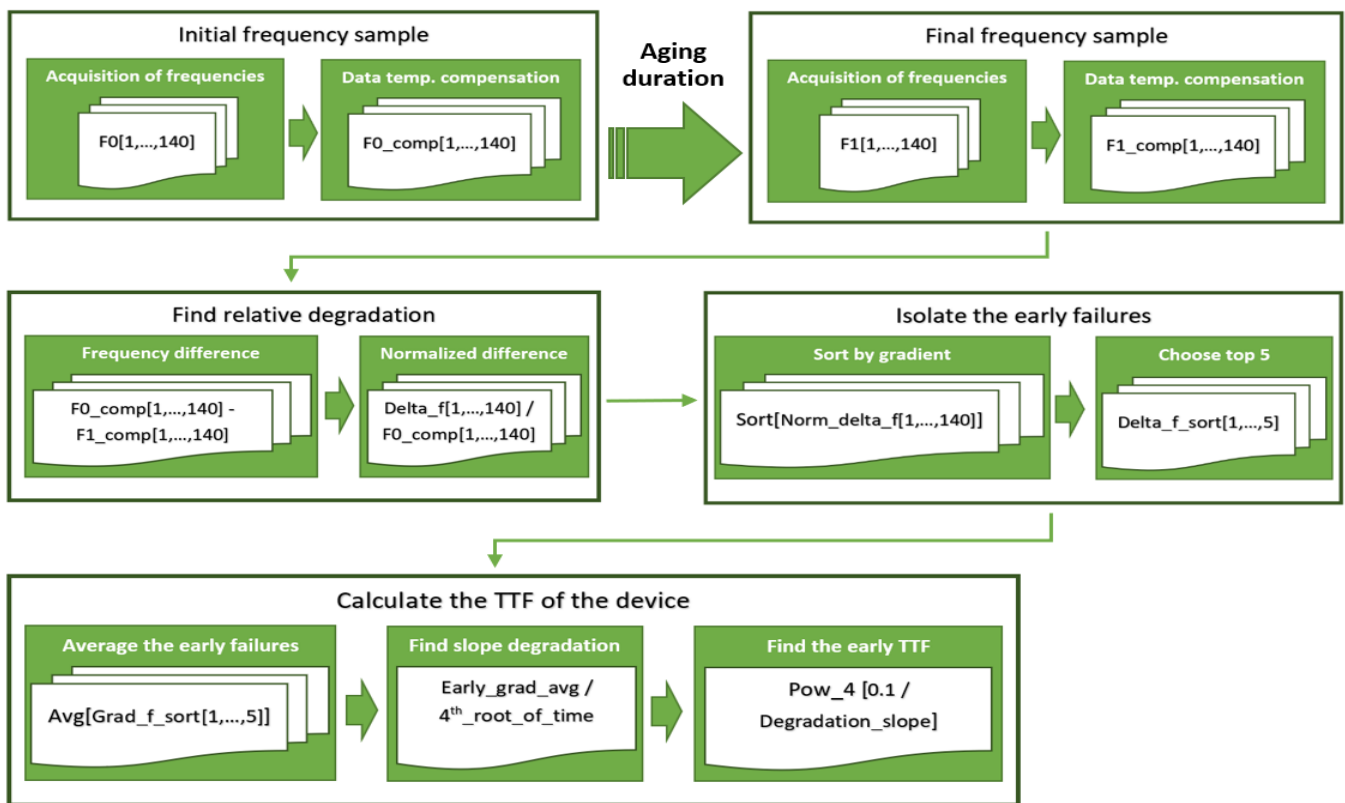 Initial frequency sample
Acquisition of frequencies
F0[1,...,140]
Data temp. compensation
F0_comp[1,...,140]
Aging
duration
Final frequency sample
Acquisition of frequencies
F1[1,...,140]
Data temp. compensation
F1_comp[1,...,140]
Find relative degradation
Frequency difference
F0_comp[1,...,140] -
F1_comp[1,...,140]
Normalized difference
Delta_f[1,...,140] /
F0_comp[1,...,140]
Isolate the early failures
Sort by gradient
Sort[Norm_delta_f[1,...,140]]
Choose top 5
Delta_f_sort[1,...,5]
Calculate the TTF of the device
Average the early failures
Avg[Grad_f_sort[1,...,5]]
Find slope degradation
Early_grad_avg /
4th_root_of_time
Find the early TTF
Pow_4 [0.1 /
Degradation_slope]